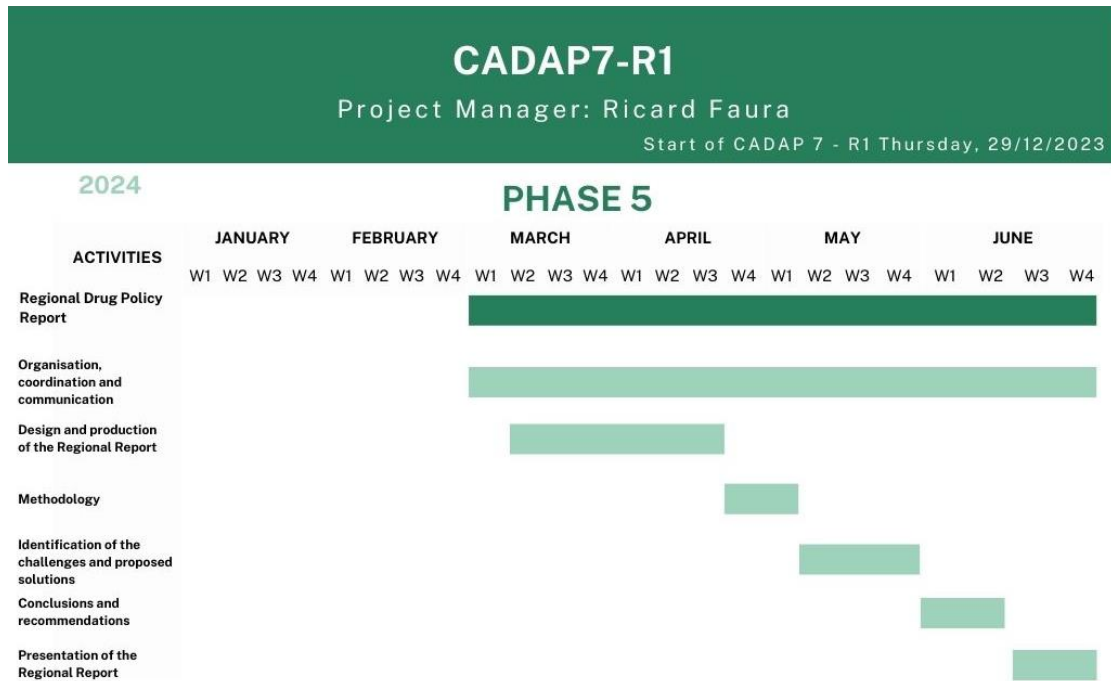 CADAP7-R1
Project Manager: Ricard Faura
Start of CADAP 7 - R1 Thursday, 29/12/2023
2024
PHASE 5
ACTIVITIES
JANUARY FEBRUARY MARCH APRIL MAY JUNE
W1 W2 W3 W4 W1 W2 W3 W4 W1 W2 W3 W4 W1 W2 W3 W4 W1 W2 W3 W4 W1 W2 W3 W4
Regional Drug Policy
Report
Organisation,
coordination and
communication
Design and production
of the Regional Report
Methodology
Identification of the
challenges and proposed
solutions
Conclusions and
recommendations
Presentation of the
Regional Report